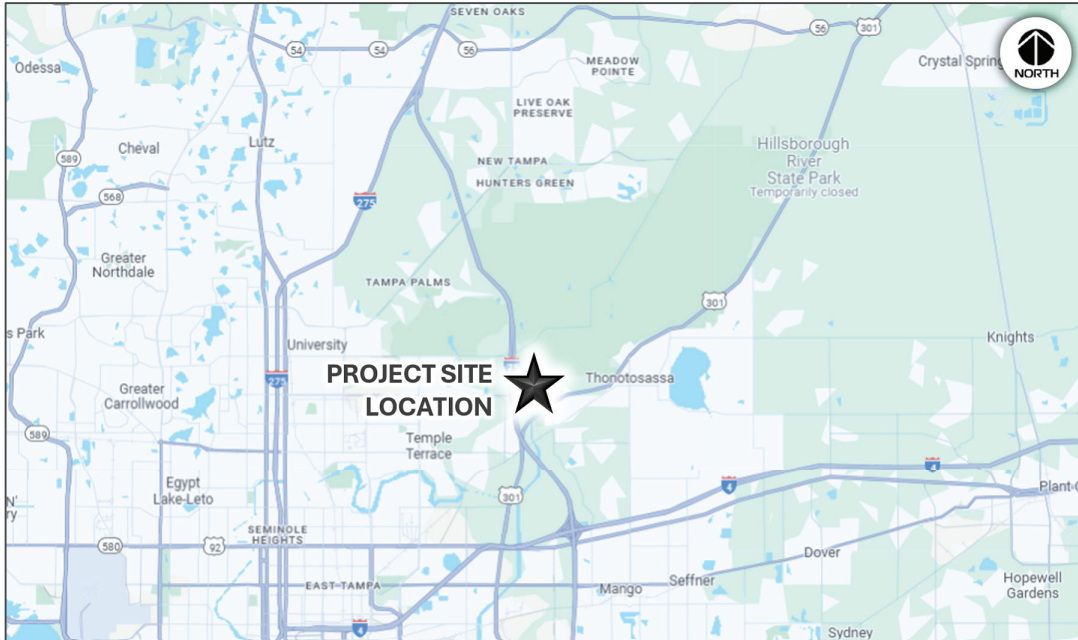 SEVEN OAKS
56
301
54
54
56
NORTH
Odessa
MEADOW
POINTE
Crystal Spring
LIVE OAK
PRESERVE
589
Cheval
Lutz
Hillsborough
River
State Park
Temporarily closed
NEW TAMPA
HUNTERS GREEN
568
275
Greater
Northdale
TAMPA PALMS
301
s Park
University
Knights
PROJECT SITE
LOCATION
275
Thonotosassa
Greater
Carrollwood
589
Temple
Terrace
4
4
Egypt
Lake-Leto
301
Plant
N'
ry
SEMINOLE
HEIGHTS
580
92
Dover
EAST TAMPA
Mango
Seffner
Hopewell
Gardens
4
Sydney